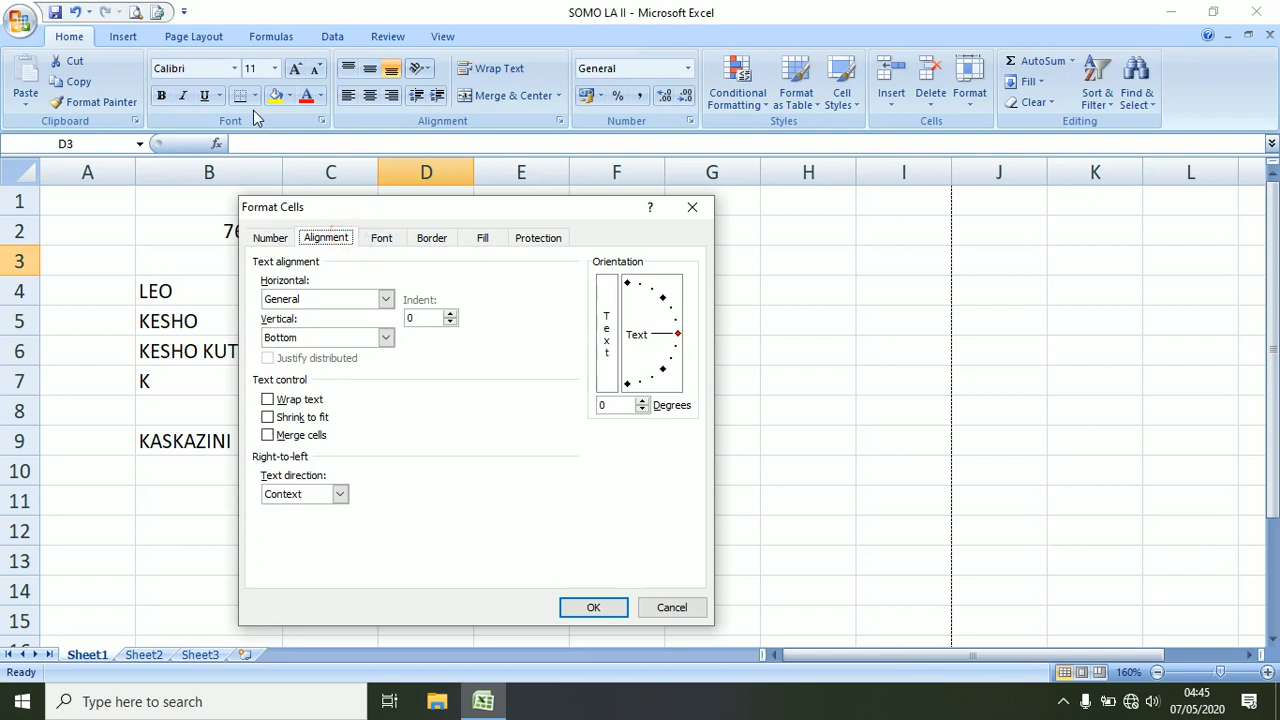 SOMO LA II - Microsoft Excel
Home Insert Page Layout Formulas Data Review View
Paste
Cut
Copy
Format Painter
Clipboard
Calibri 11
B I U
Font
Wrap Text
Merge & Center
Alignment
General
% ,
Number
Conditional Formatting
Format as Table
Cell Styles
Styles
Insert Delete Format
Cells
AutoSum
Fill
Clear
Sort & Filter
Find & Select
Editing
D3 fx
A B C D E F G H I J K L
1
2 76
3
4 LEO
5 KESHO
6 KESHO KUT
7 K
8
9 KASKAZINI
10
11
12
13
14
15
Format Cells ?
Number Alignment Font Border Fill Protection
Text alignment
Horizontal:
General
Indent:
0
Vertical:
Bottom
Justify distributed
Text control
Wrap text
Shrink to fit
Merge cells
Right-to-left
Text direction:
Context
Orientation
Text
Text
0 Degrees
OK Cancel
Sheet1 Sheet2 Sheet3
Ready 160%
Type here to search
04:45
07/05/2020